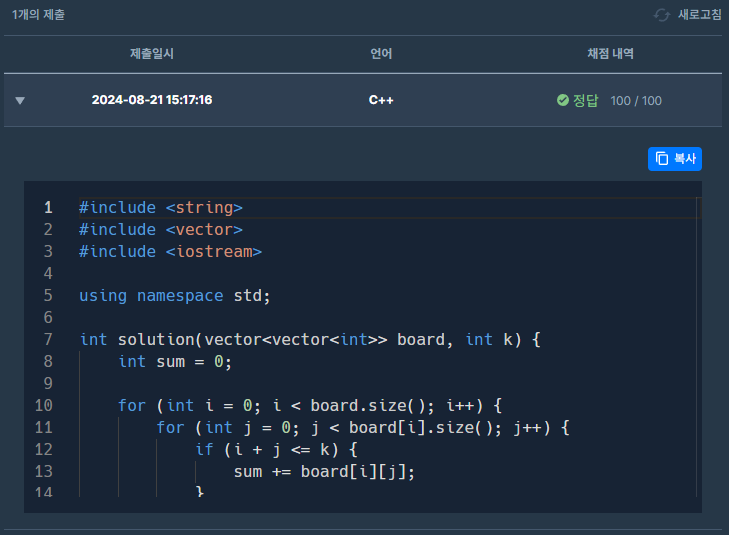 1개의 제출 새로고침
제출일시 언어 채점 내역
2024-08-21 15:17:16 C++ 정답 100 / 100
복사
1 #include <string>
2 #include <vector>
3 #include <iostream>
4
5 using namespace std;
6
7 int solution(vector<vector<int>> board, int k) {
8 int sum = 0;
9
10 for (int i = 0; i < board.size(); i++) {
11 for (int j = 0; j < board[i].size(); j++) {
12 if (i + j <= k) {
13 sum += board[i][j];
14 }